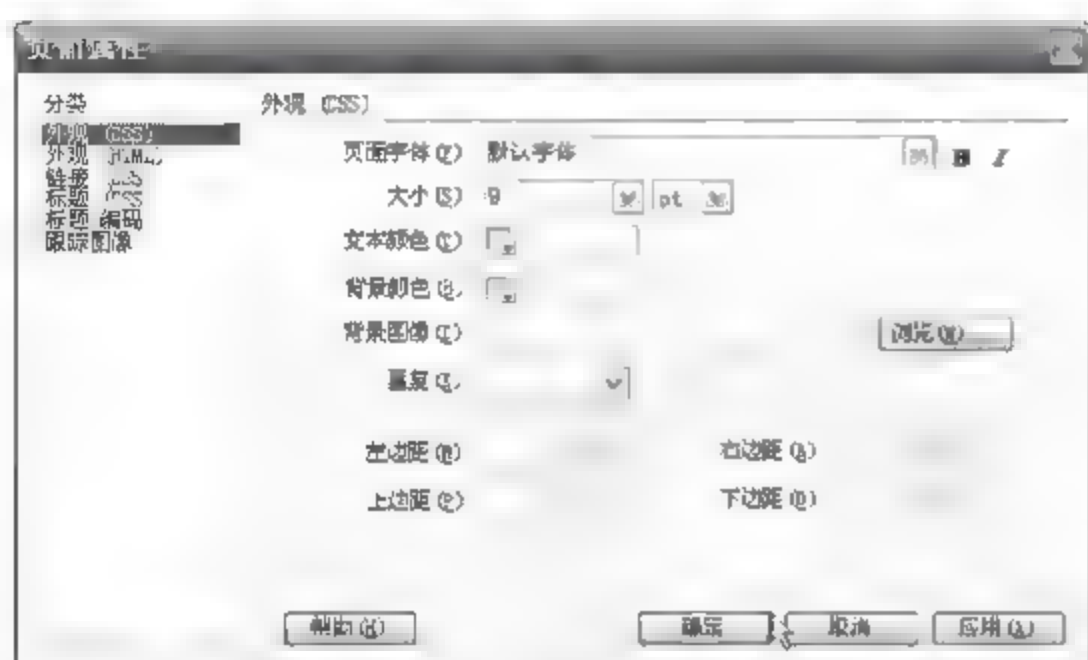 页面属性
分类
外观 (CSS)
外观 (HTML)
链接
标题
标题/编码
跟踪图像
外观 (CSS)
页面字体(F) 默认字体 B I
大小(S) 9 pt
文本颜色(T)
背景颜色
背景图像(I) 浏览(W)
重复
左边距(M) 右边距
上边距(P) 下边距
帮助(H) 确定 取消 应用(A)